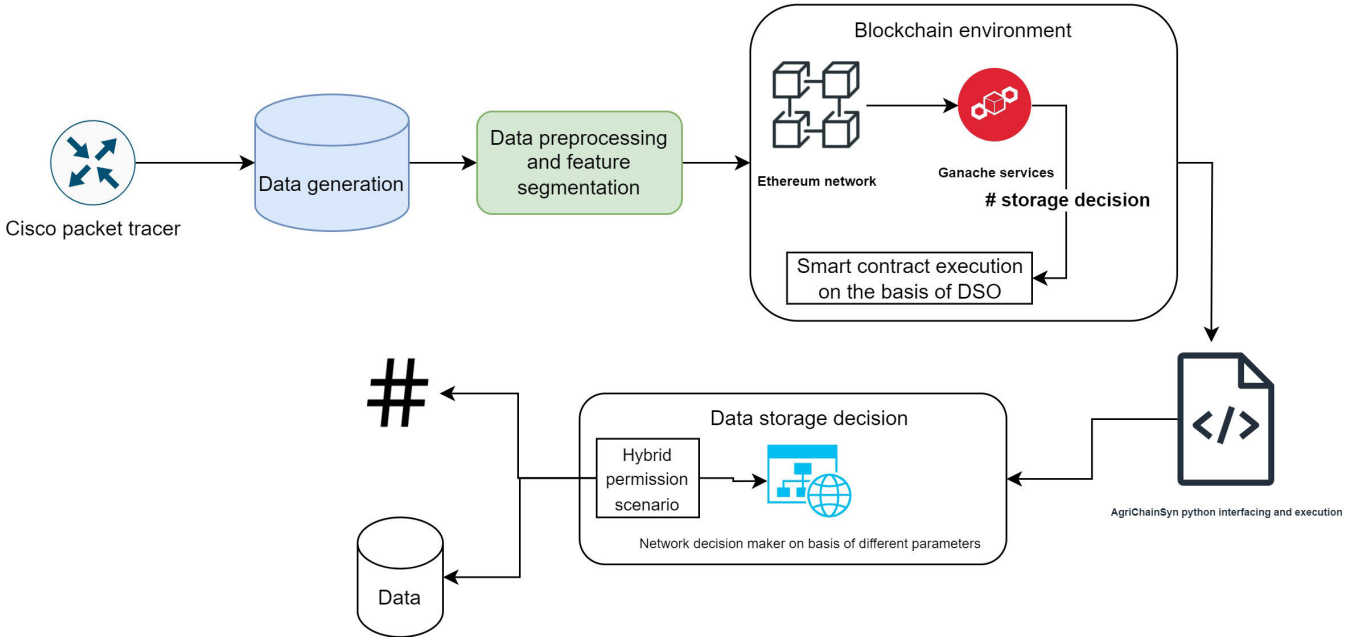 Blockchain environment
Cisco packet tracer
Data generation
Data preprocessing
and feature
segmentation
Ethereum network
Ganache services
# storage decision
Smart contract execution
on the basis of DSO
#
Data storage decision
Hybrid
permission
scenario
Network decision maker on basis of different parameters
</>
AgriChainSyn python interfacing and execution
Data